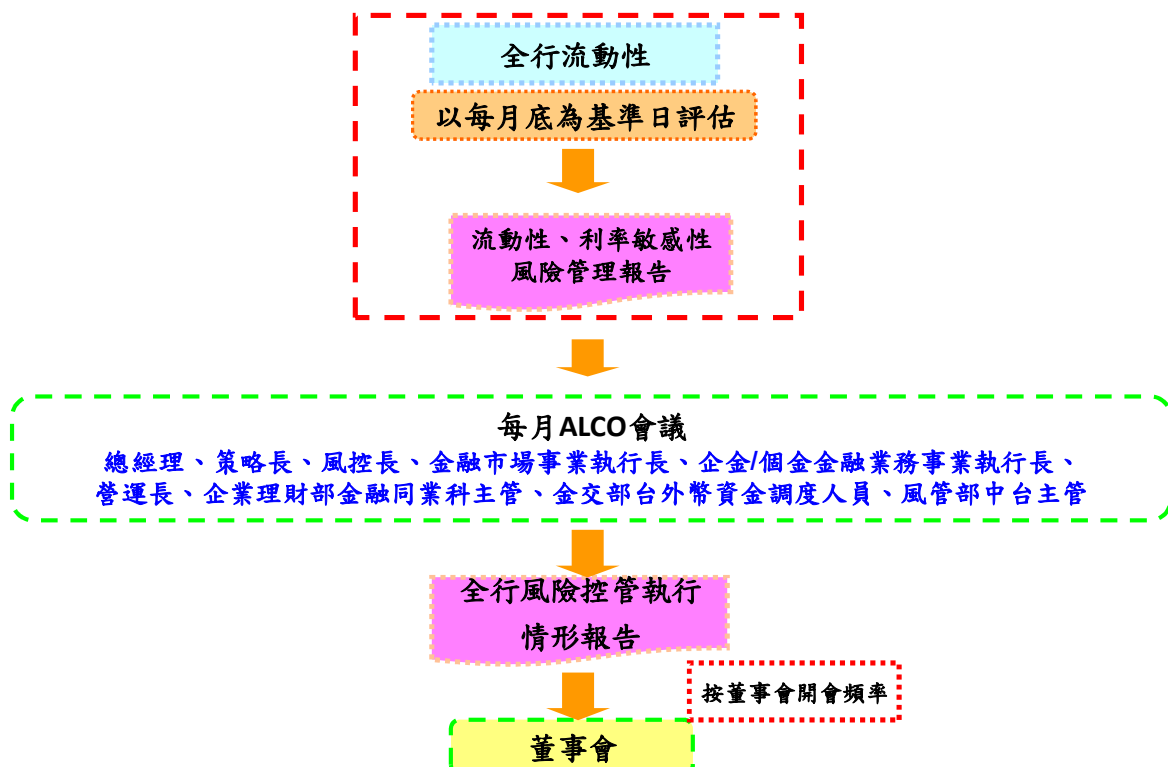 全行流動性
以每月底為基準日評估
流動性、利率敏感性
風險管理報告
每月ALCO會議
總經理、策略長、風控長、金融市場事業執行長、企金/個金金融業務事業執行長、
營運長、企業理財部金融同業科主管、金交部台外幣資金調度人員、風管部中台主管
全行風險控管執行
情形報告
按董事會開會頻率
董事會